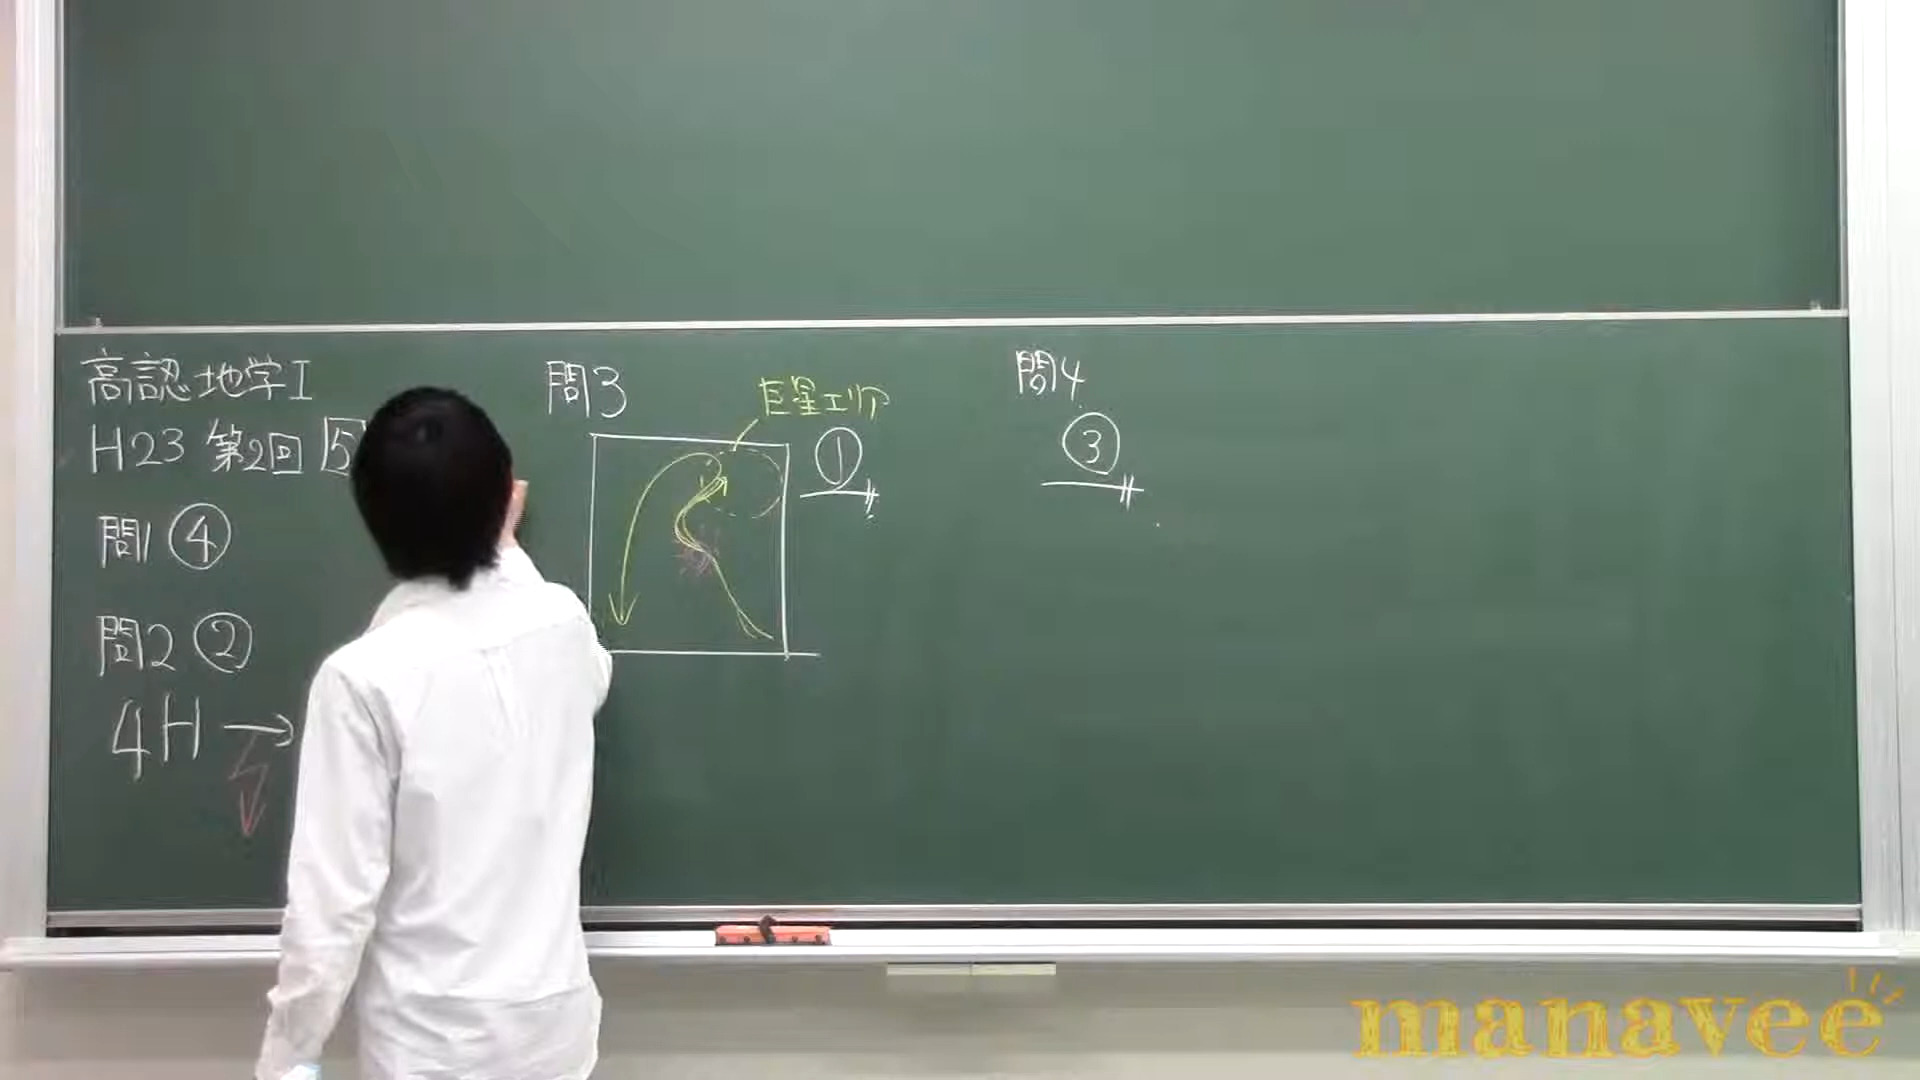 高認地学I
H23 第2回 5
問1 ④
問2 ②
4H →
問3
巨星エリア
①
問4
③
manavee